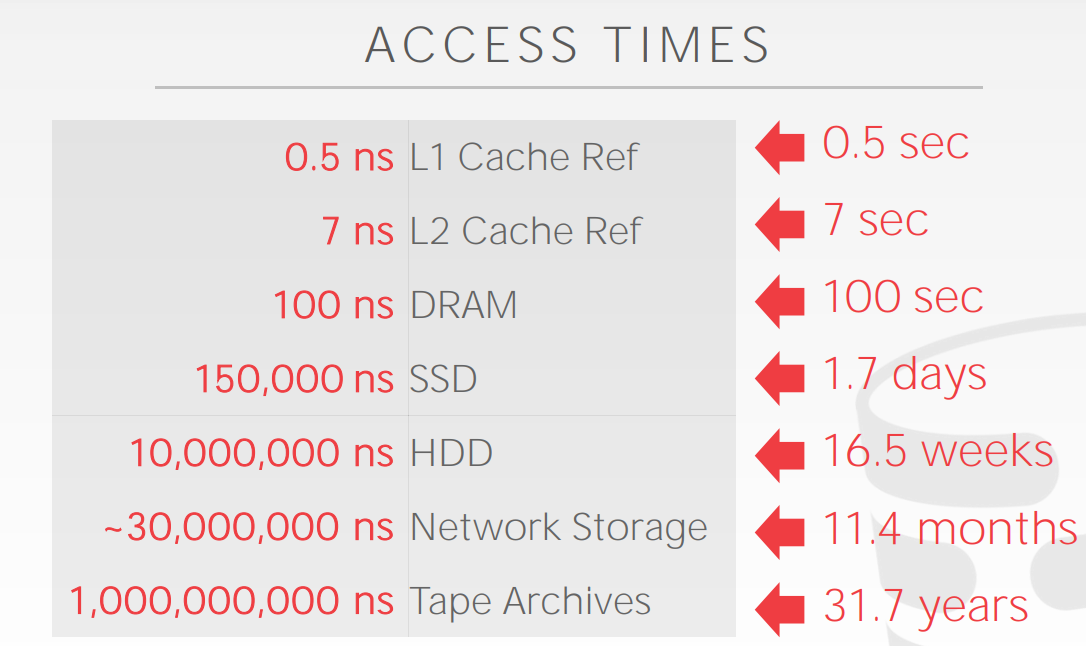 ACCESS TIMES
0.5 ns L1 Cache Ref 0.5 sec
7 ns L2 Cache Ref 7 sec
100 ns DRAM 100 sec
150,000 ns SSD 1.7 days
10,000,000 ns HDD 16.5 weeks
~30,000,000 ns Network Storage 11.4 months
1,000,000,000 ns Tape Archives 31.7 years